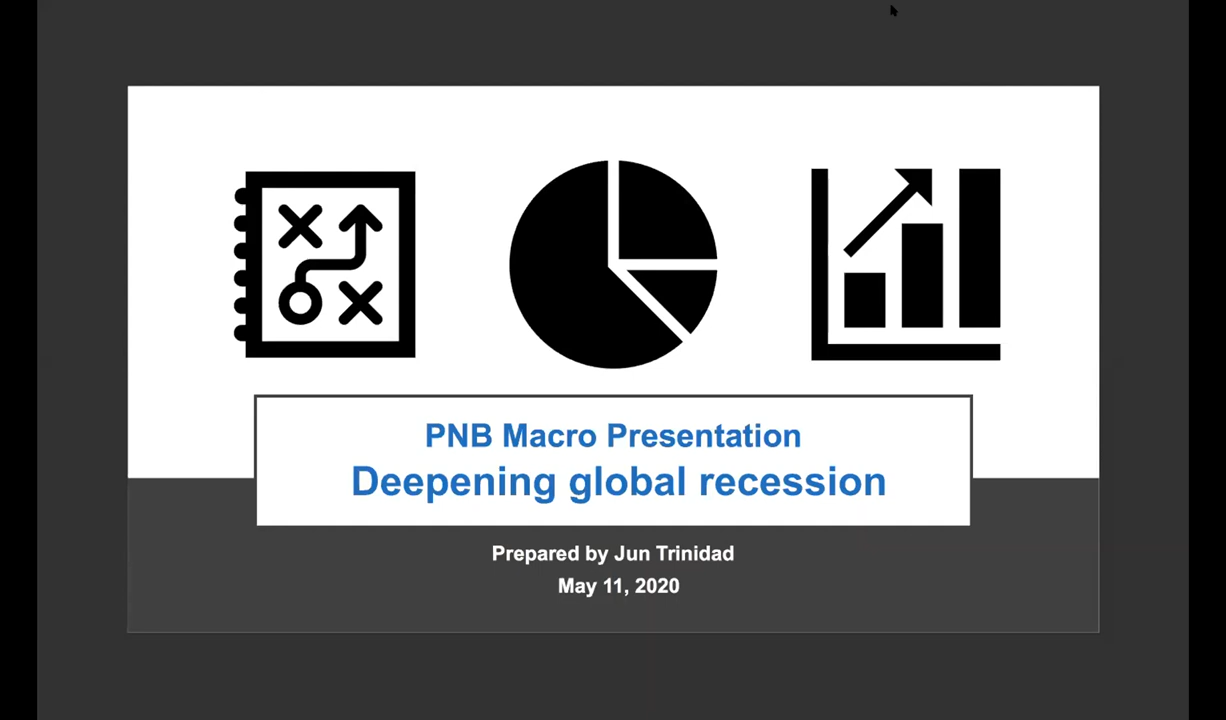 PNB Macro Presentation
Deepening global recession
Prepared by Jun Trinidad
May 11, 2020